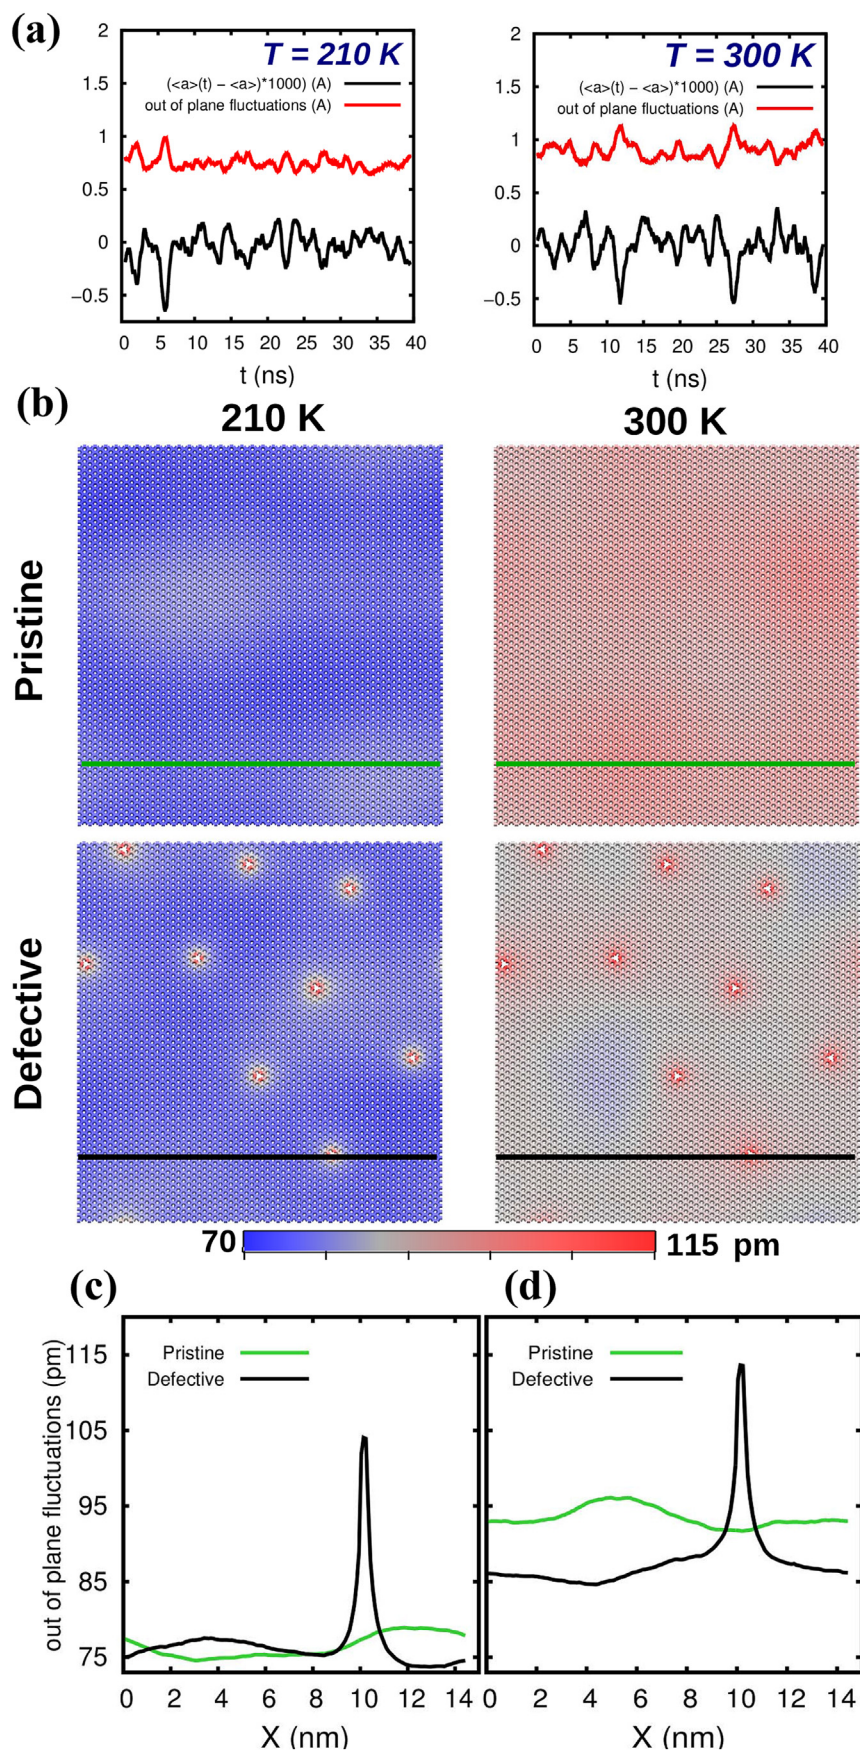 (a)
T = 210 K
(<a>(t) − <a>)*1000) (A)
out of plane fluctuations (A)
2
1.5
1
0.5
0
−0.5
0 5 10 15 20 25 30 35 40
t (ns)
T = 300 K
(<a>(t) − <a>)*1000) (A)
out of plane fluctuations (A)
2
1.5
1
0.5
0
−0.5
0 5 10 15 20 25 30 35 40
t (ns)
(b)
210 K
300 K
Pristine
Defective
70
115 pm
(c)
(d)
out of plane fluctuations (pm)
115
105
95
85
75
Pristine
Defective
0 2 4 6 8 10 12 14
X (nm)
Pristine
Defective
0 2 4 6 8 10 12 14
X (nm)